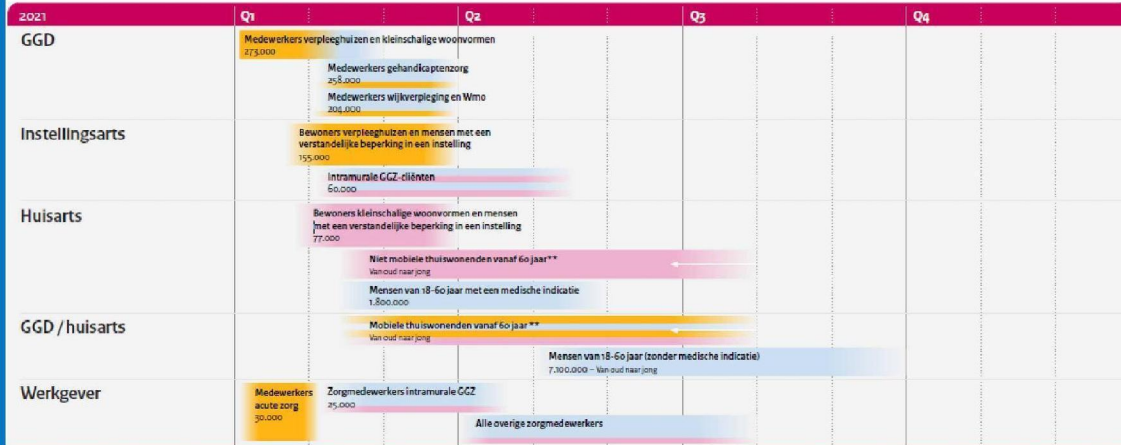 2021 Q1 Q2 Q3 Q4
GGD
Medewerkers verpleeghuizen en kleinschalige woonvormen
273.000
Medewerkers gehandicaptenzorg
258.000
Medewerkers wijkverpleging en Wmo
204.000
Instellingsarts
Bewoners verpleeghuizen en mensen met een
verstandelijke beperking in een instelling
155.000
Intramurale GGZ-cliënten
60.000
Huisarts
Bewoners kleinschalige woonvormen en mensen
met een verstandelijke beperking in een instelling
77.000
Niet mobiele thuiswonenden vanaf 60 jaar**
Van oud naar jong
Mensen van 18-60 jaar met een medische indicatie
1.800.000
GGD / huisarts
Mobiele thuiswonenden vanaf 60 jaar **
Van oud naar jong
Mensen van 18-60 jaar (zonder medische indicatie)
7.100.000 – Van oud naar jong
Werkgever
Medewerkers
acute zorg
30.000
Zorgmedewerkers intramurale GGZ
25.000
Alle overige zorgmedewerkers